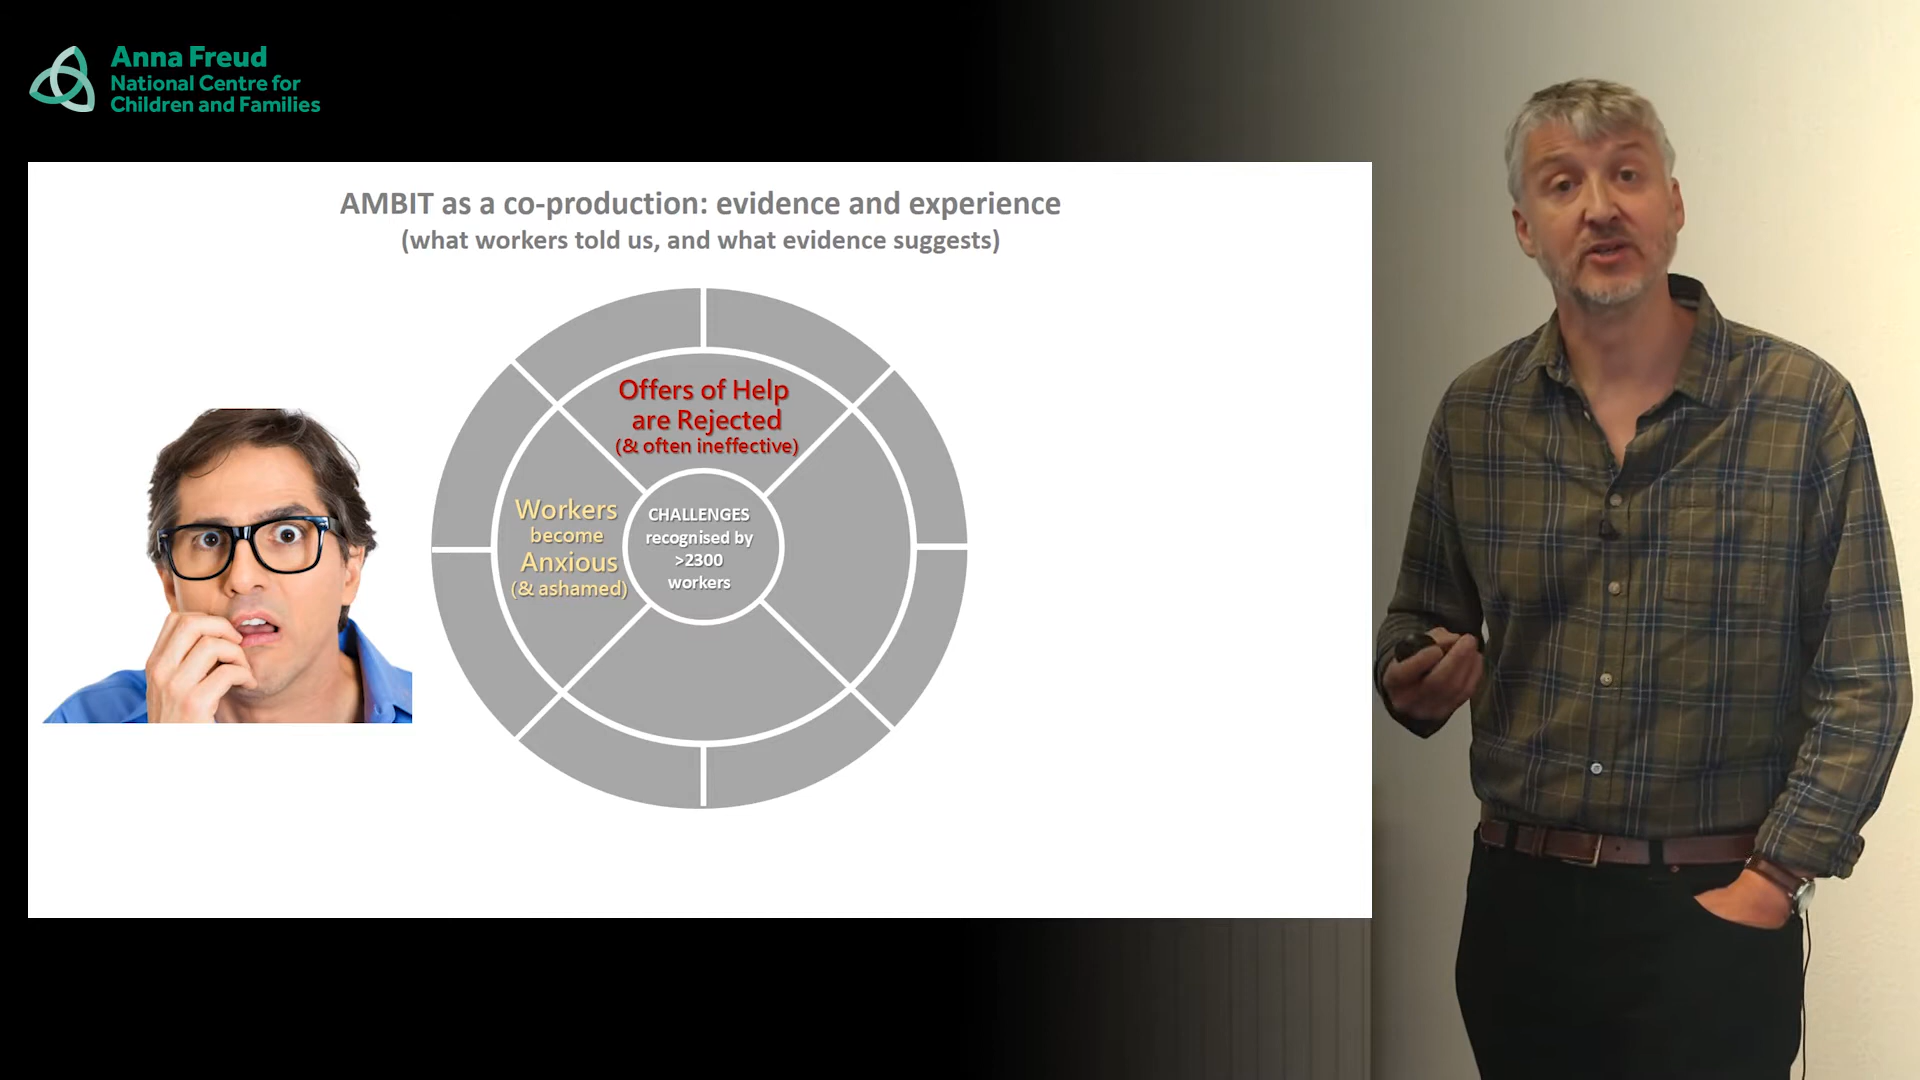 Anna Freud
National Centre for
Children and Families
AMBIT as a co-production: evidence and experience
(what workers told us, and what evidence suggests)
Offers of Help
are Rejected
(& often ineffective)
Workers
become
Anxious
(& ashamed)
CHALLENGES
recognised by
>2300
workers